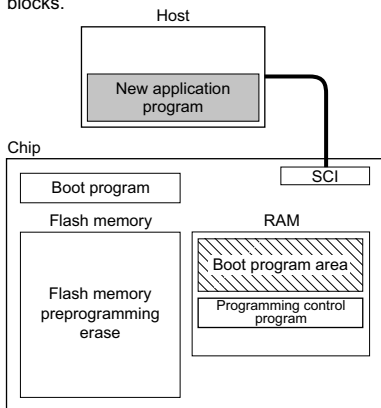 blocks.
Host
New application
program
Chip
SCI
Boot program
Flash memory
RAM
Boot program area
Flash memory
preprogramming
erase
Programming control
program